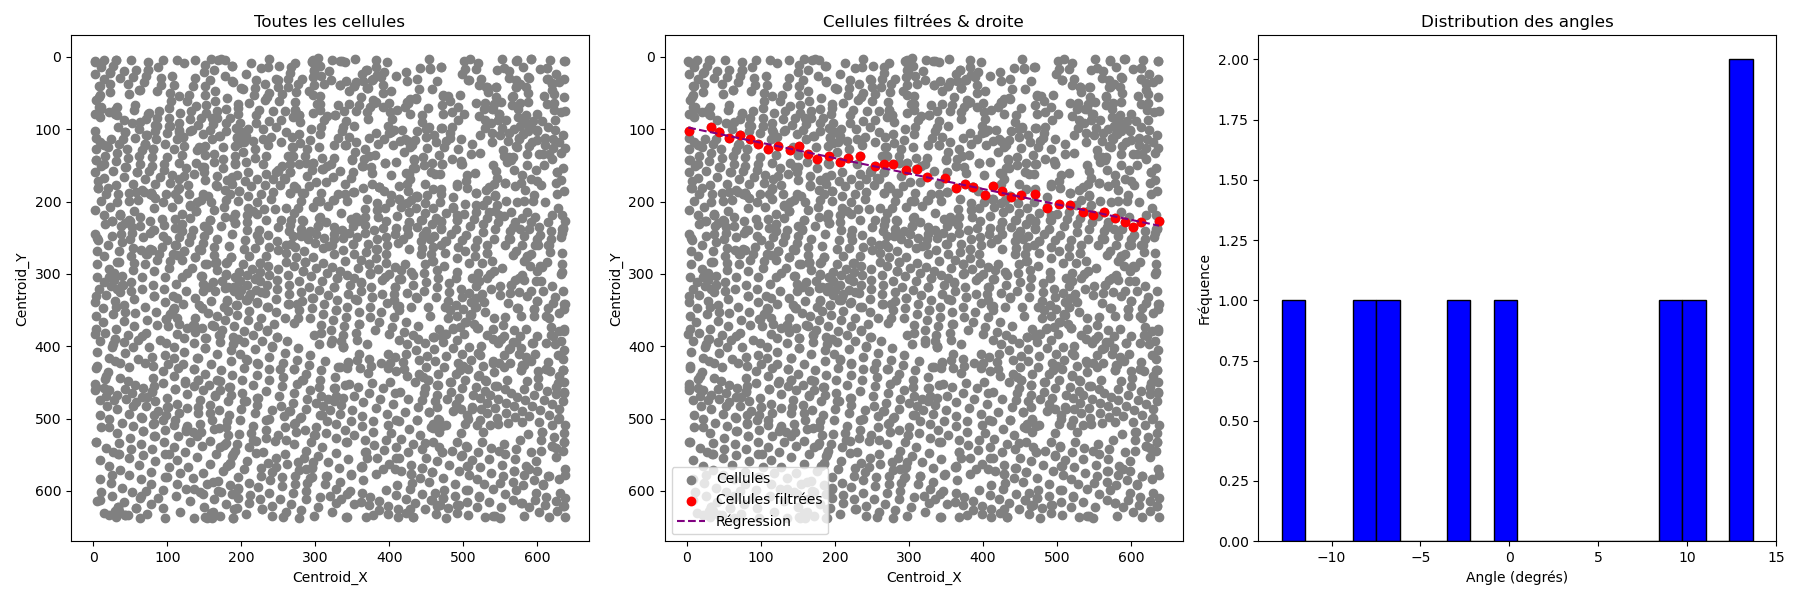 Toutes les cellules
0
100
200
300
400
500
600
Centroid_Y
0 100 200 300 400 500 600
Centroid_X
Cellules filtrées & droite
0
100
200
300
400
500
600
Centroid_Y
Cellules
Cellules filtrées
Régression
0 100 200 300 400 500 600
Centroid_X
Distribution des angles
2.00
1.75
1.50
1.25
1.00
0.75
0.50
0.25
0.00
Fréquence
−10 −5 0 5 10 15
Angle (degrés)